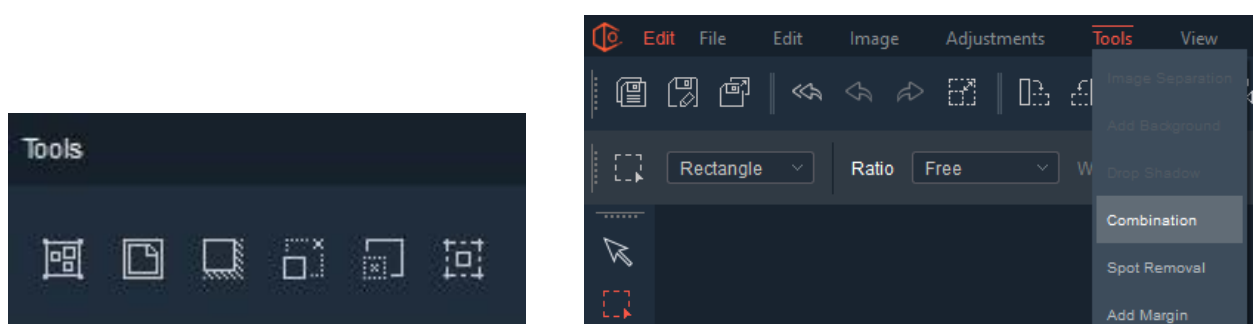 Tools
Edit File Edit Image Adjustments Tools View
Image Separation
Add Background
Rectangle Ratio Free W
Drop Shadow
Combination
Spot Removal
Add Margin